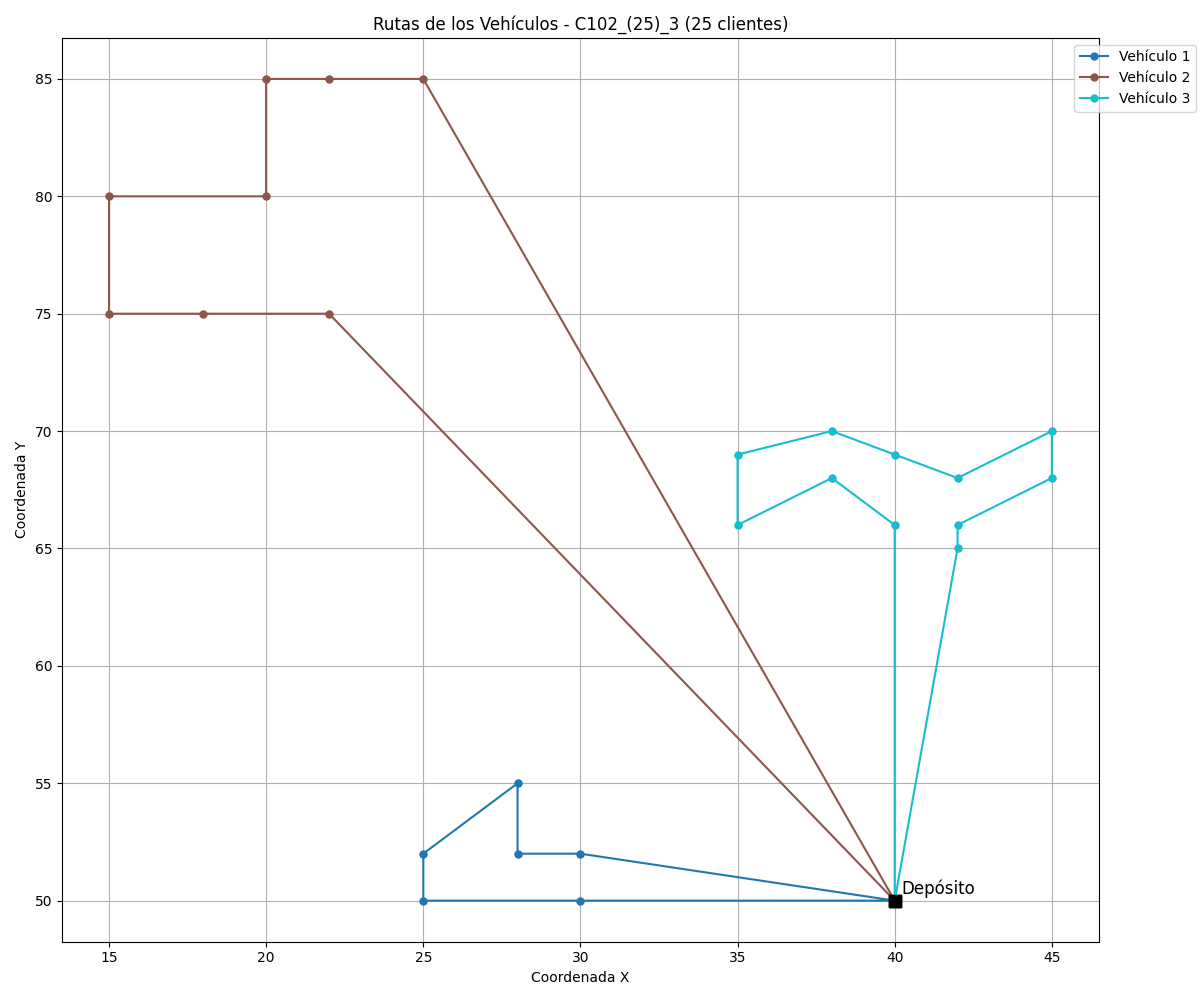 Rutas de los Vehículos - C102_(25)_3 (25 clientes)
Vehículo 1
Vehículo 2
Vehículo 3
85
80
75
70
65
60
55
50
Coordenada Y
Depósito
15
20
25
30
35
40
45
Coordenada X